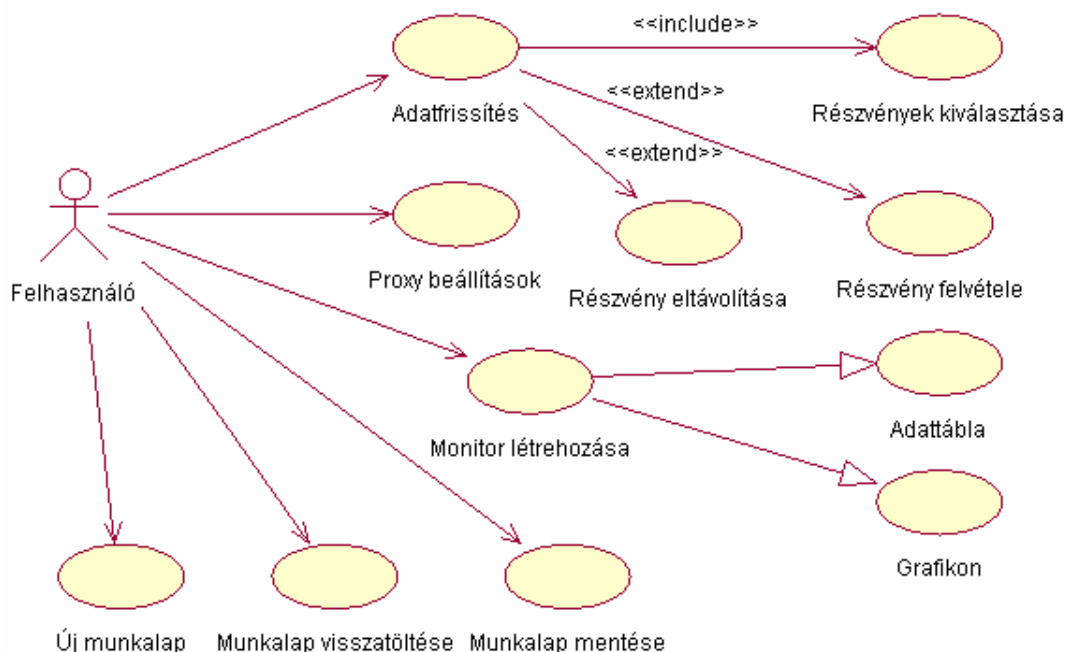 <<include>>
Adatfrissítés
Részvények kiválasztása
<<extend>>
<<extend>>
Felhasználó
Proxy beállítások
Részvény eltávolítása
Részvény felvétele
Monitor létrehozása
Adattábla
Grafikon
Új munkalap
Munkalap visszatöltése
Munkalap mentése